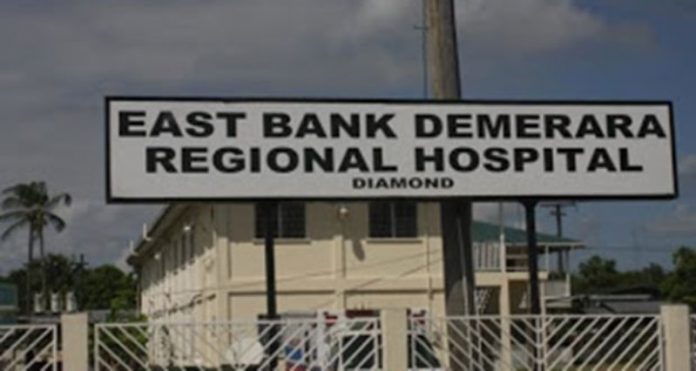 EAST BANK DEMERARA
REGIONAL HOSPITAL
DIAMOND